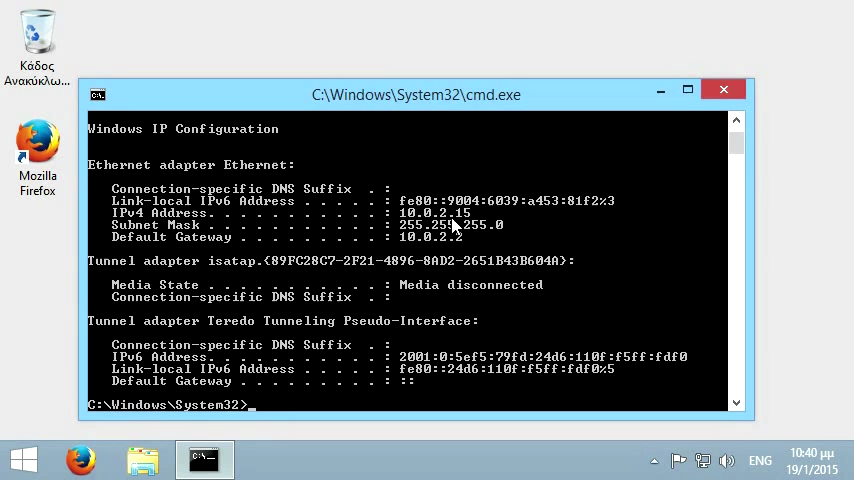 Κάδος
Ανακύκλω...
Mozilla
Firefox
C:\Windows\System32\cmd.exe
Windows IP Configuration
Ethernet adapter Ethernet:
Connection-specific DNS Suffix . :
Link-local IPv6 Address . . . . . : fe80::9004:6039:a453:81f2%3
IPv4 Address. . . . . . . . . . . : 10.0.2.15
Subnet Mask . . . . . . . . . . . : 255.255.255.0
Default Gateway . . . . . . . . . : 10.0.2.2
Tunnel adapter isatap.{89FC28C7-2F21-4896-8AD2-2651B43B604A}:
Media State . . . . . . . . . . . : Media disconnected
Connection-specific DNS Suffix . :
Tunnel adapter Teredo Tunneling Pseudo-Interface:
Connection-specific DNS Suffix . :
IPv6 Address. . . . . . . . . . . : 2001:0:5ef5:79fd:24d6:110f:f5ff:fdf0
Link-local IPv6 Address . . . . . : fe80::24d6:110f:f5ff:fdf0%5
Default Gateway . . . . . . . . . : ::
C:\Windows\System32>_
ENG
10:40 μμ
19/1/2015